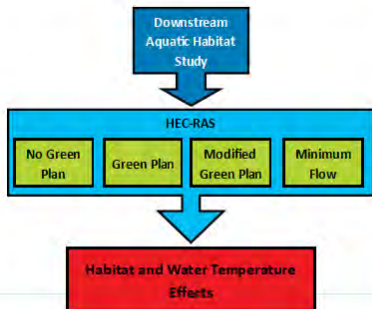 Downstream
Aquatic Habitat
Study
HEC-RAS
No Green
Plan
Green Plan
Modified
Green Plan
Minimum
Flow
Habitat and Water Temperature
Effects